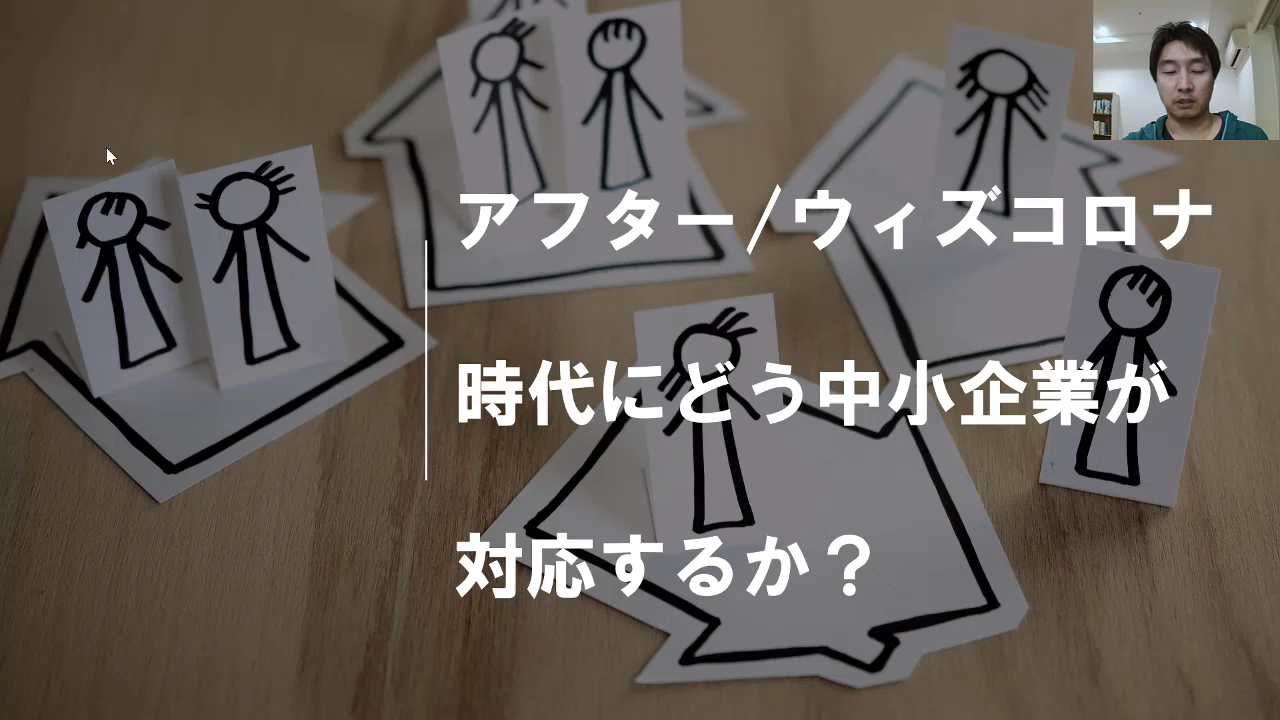 アフター/ウィズコロナ
時代にどう中小企業が
対応するか？